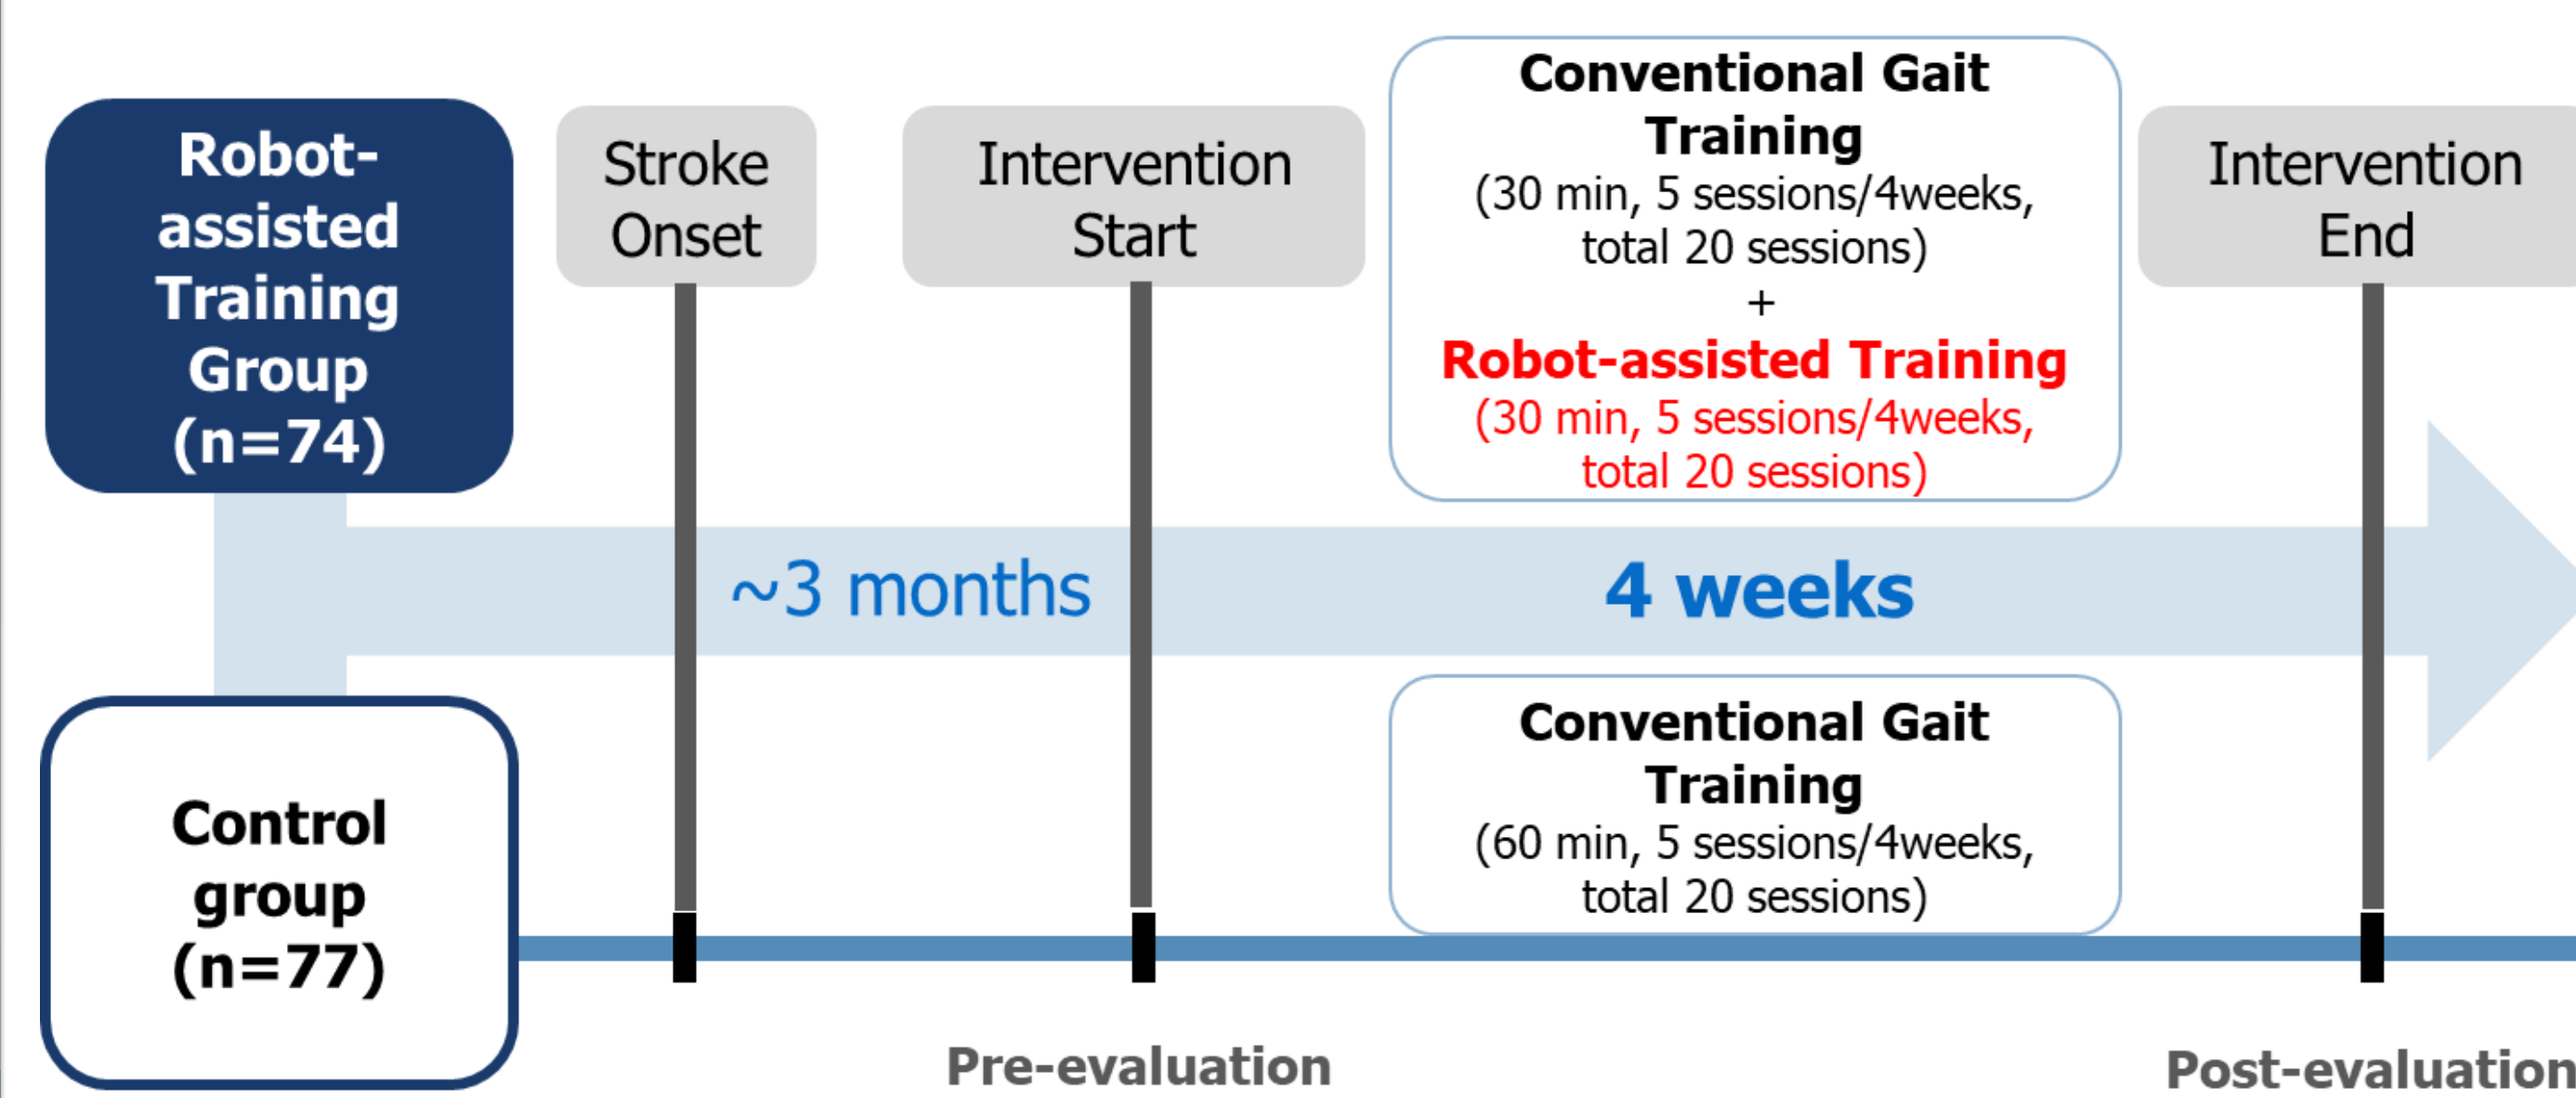 Robot-
assisted
Training
Group
(n=74)
Stroke
Onset
Intervention
Start
Conventional Gait
Training
(30 min, 5 sessions/4weeks,
total 20 sessions)
+
Robot-assisted Training
(30 min, 5 sessions/4weeks,
total 20 sessions)
Intervention
End
~3 months
4 weeks
Control
group
(n=77)
Conventional Gait
Training
(60 min, 5 sessions/4weeks,
total 20 sessions)
Pre-evaluation
Post-evaluation